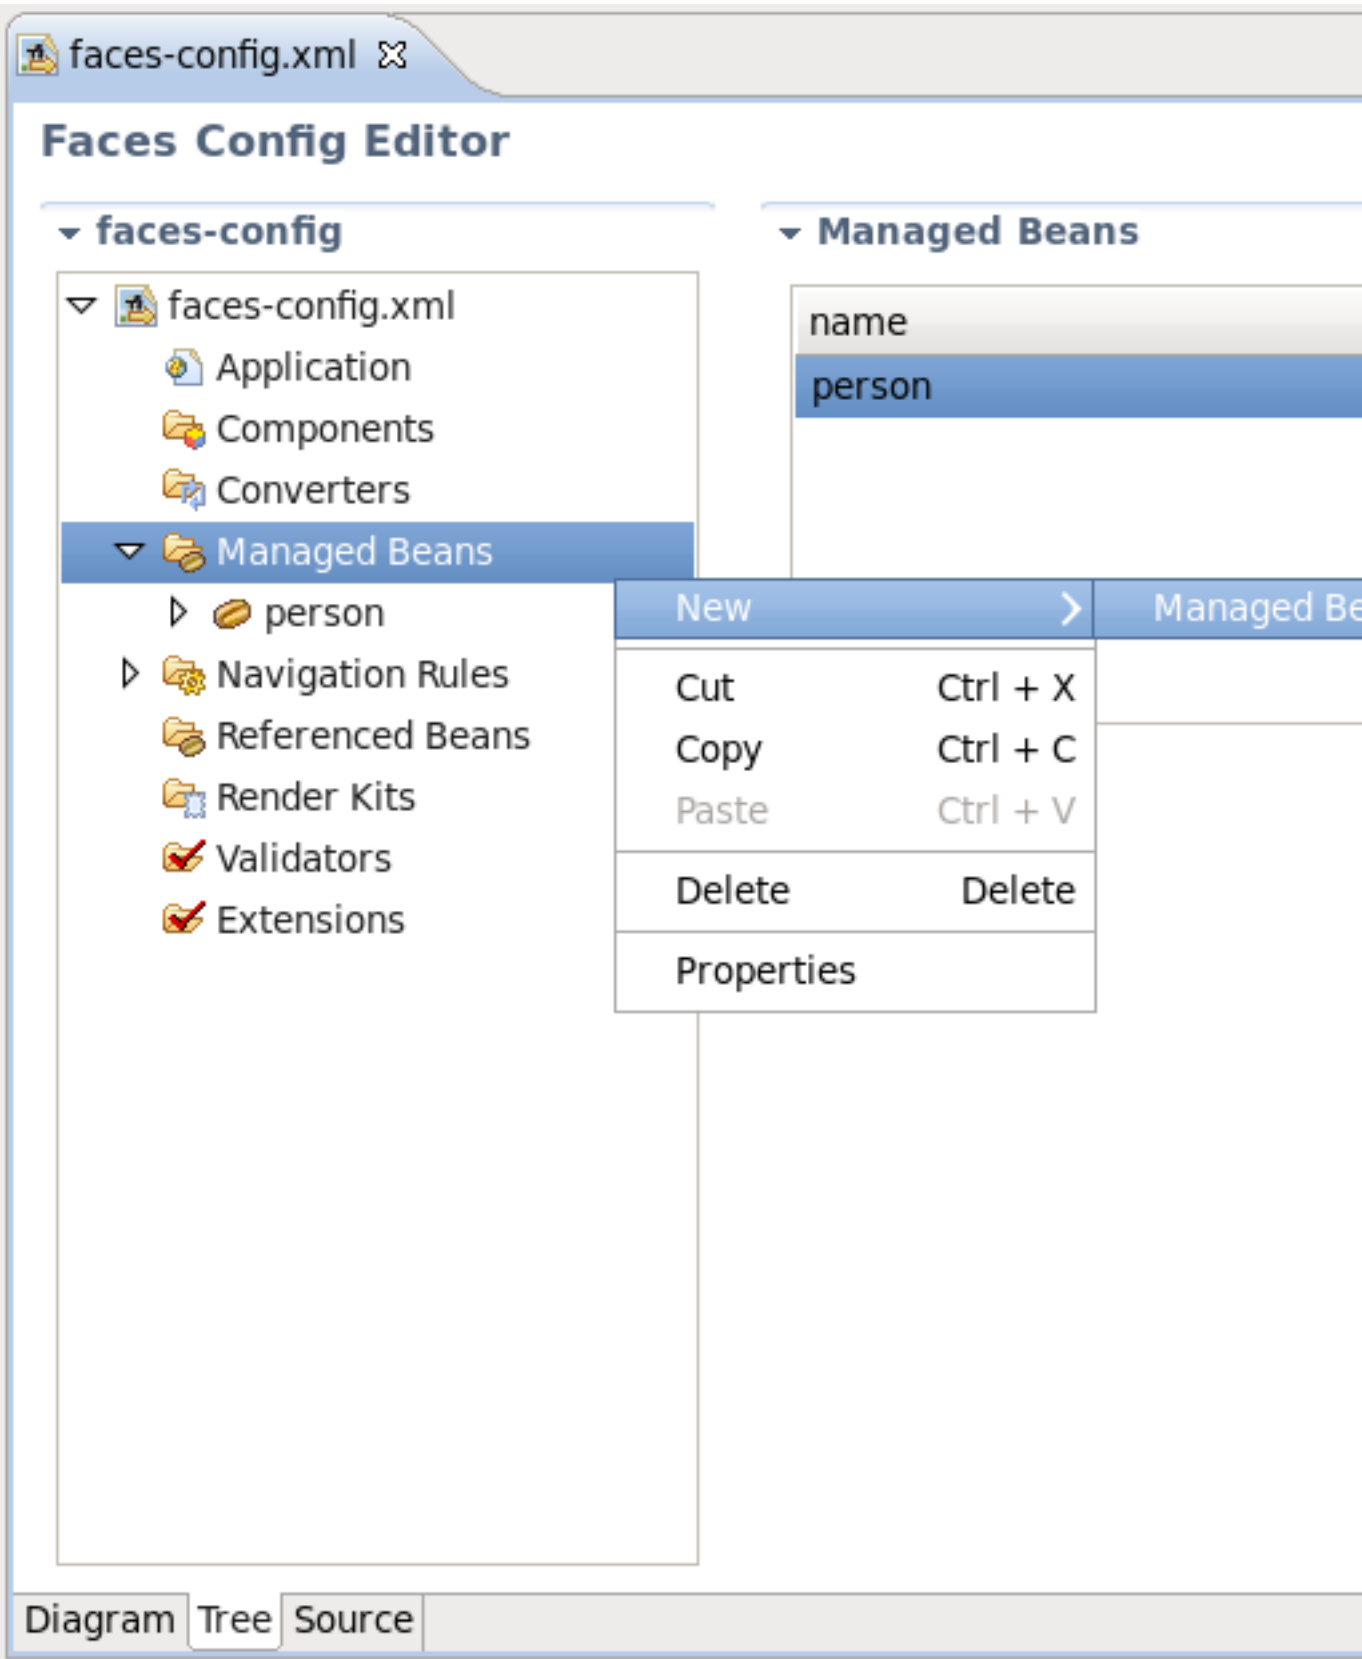 faces-config.xml
Faces Config Editor
faces-config
faces-config.xml
Application
Components
Converters
Managed Beans
person
Navigation Rules
Referenced Beans
Render Kits
Validators
Extensions
Managed Beans
name
person
New
Managed Be
Cut Ctrl + X
Copy Ctrl + C
Paste Ctrl + V
Delete Delete
Properties
Diagram Tree Source